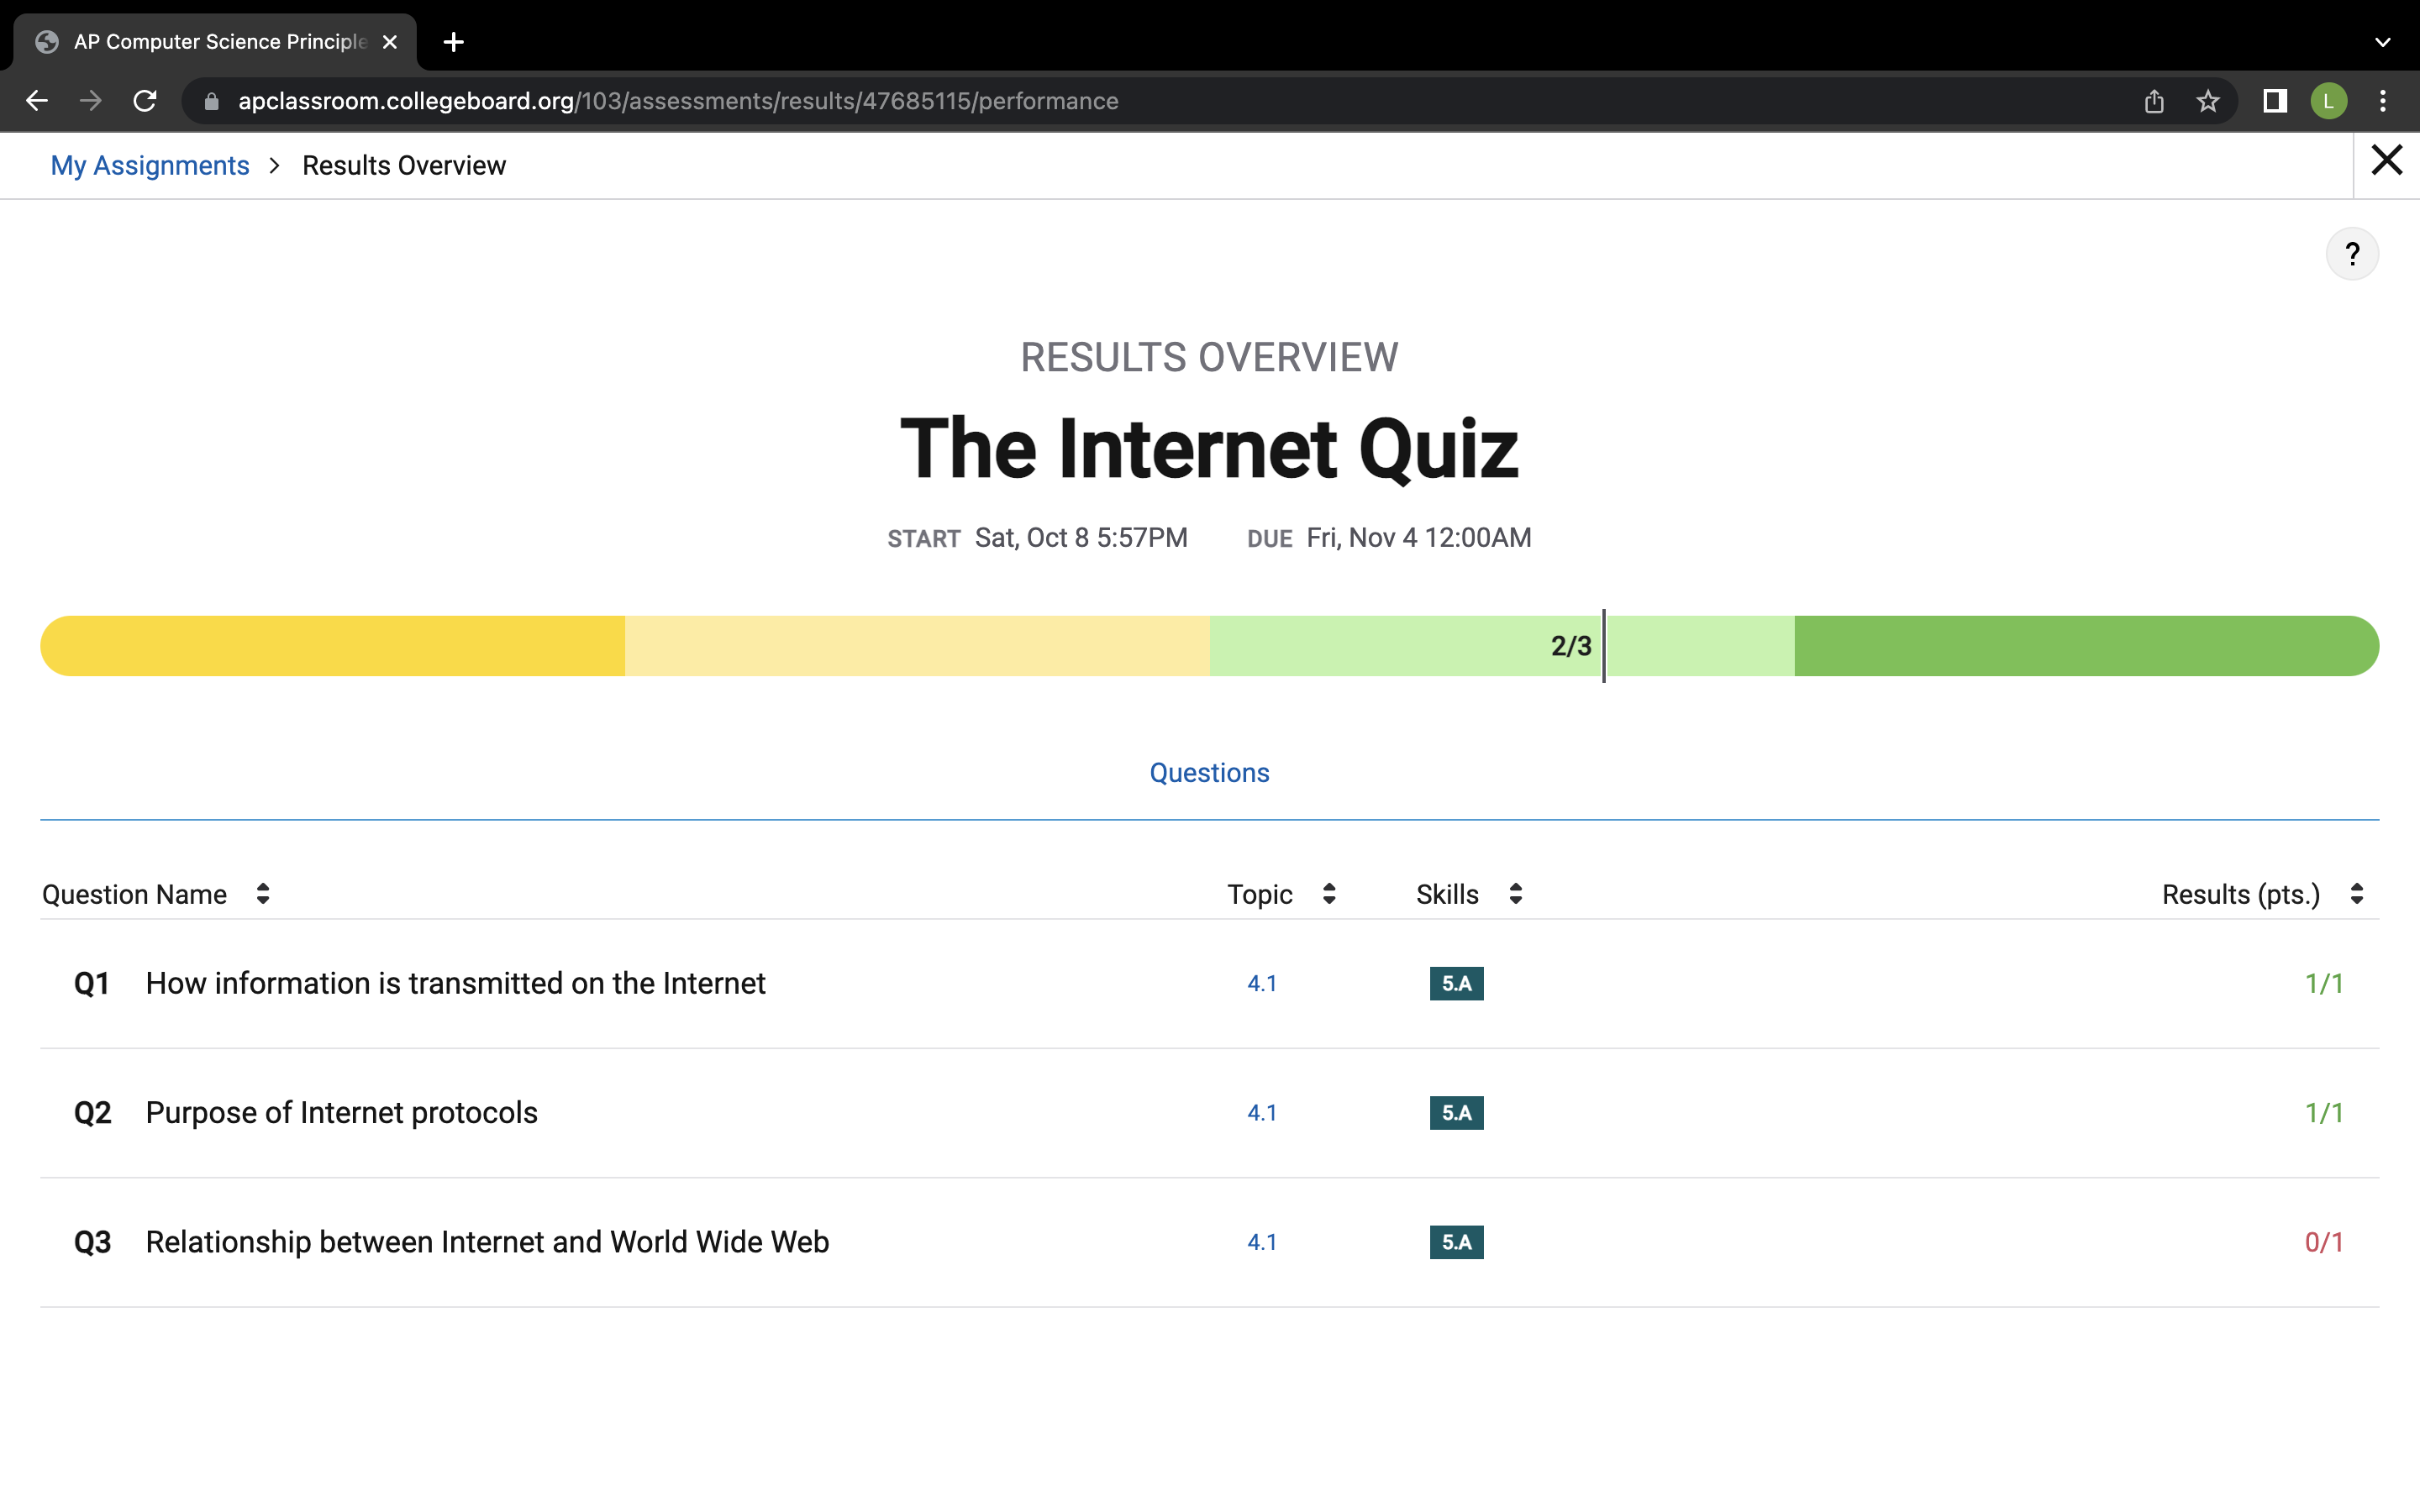 AP Computer Science Principle
apclassroom.collegeboard.org/103/assessments/results/47685115/performance
L
My Assignments > Results Overview
?
RESULTS OVERVIEW
The Internet Quiz
START Sat, Oct 8 5:57PM DUE Fri, Nov 4 12:00AM
2/3
Questions
Question Name Topic Skills Results (pts.)
Q1 How information is transmitted on the Internet 4.1 5.A 1/1
Q2 Purpose of Internet protocols 4.1 5.A 1/1
Q3 Relationship between Internet and World Wide Web 4.1 5.A 0/1